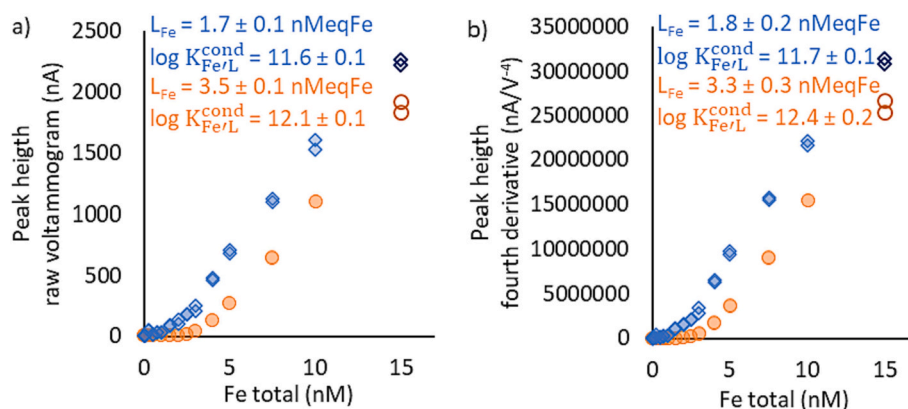 a)
L_Fe = 1.7 ± 0.1 nMeqFe
log K^cond_Fe′L = 11.6 ± 0.1
L_Fe = 3.5 ± 0.1 nMeqFe
log K^cond_Fe′L = 12.1 ± 0.1
Peak heigth
raw voltammogram (nA)
2500
2000
1500
1000
500
0
0 5 10 15
Fe total (nM)
b)
L_Fe = 1.8 ± 0.2 nMeqFe
log K^cond_Fe′L = 11.7 ± 0.1
L_Fe = 3.3 ± 0.3 nMeqFe
log K^cond_Fe′L = 12.4 ± 0.2
Peak heigth
fourth derivative (nA/V⁻⁴)
35000000
30000000
25000000
20000000
15000000
10000000
5000000
0
0 5 10 15
Fe total (nM)